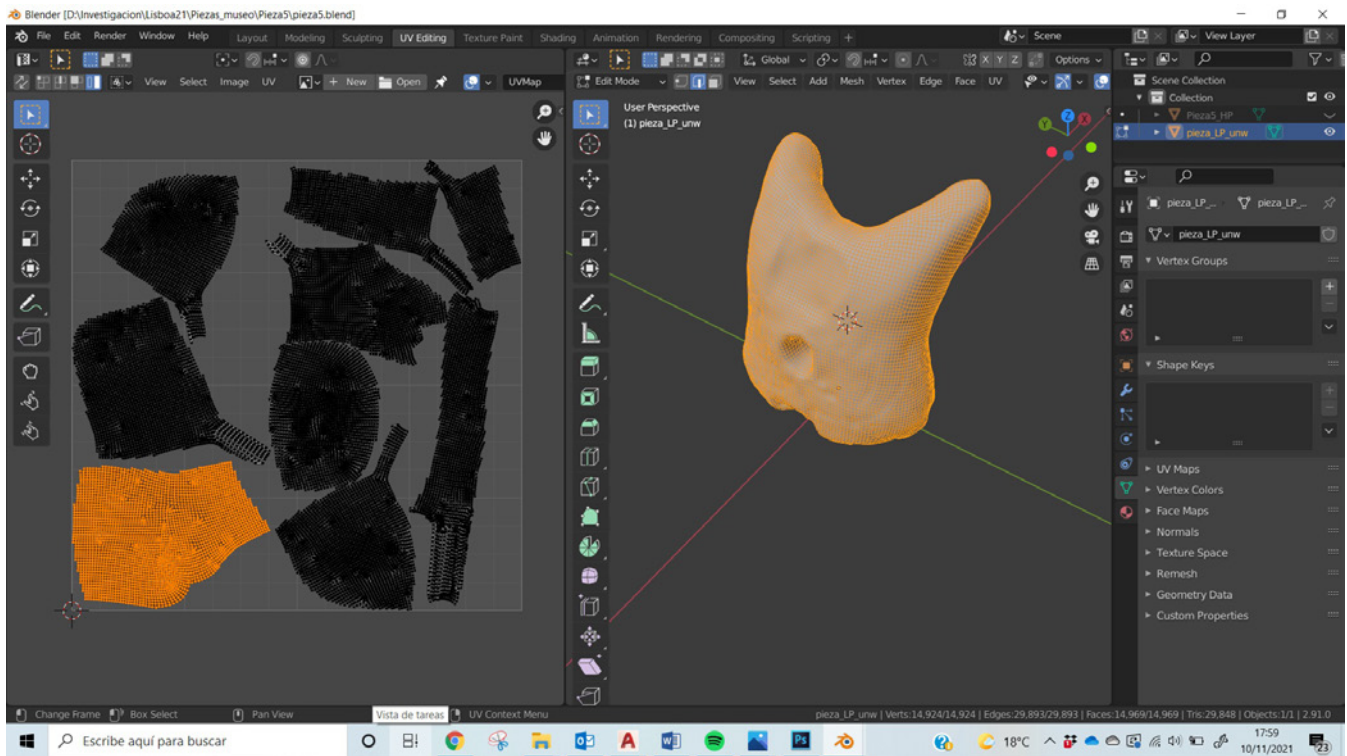 Blender [D:\Investigacion\Lisboa21\Piezas_museo\Pieza5\pieza5.blend]
File Edit Render Window Help Layout Modeling Sculpting UV Editing Texture Paint Shading Animation Rendering Compositing Scripting + Scene View Layer
Global X Y Z Options
View Select Image UV + New Open UVMap Edit Mode View Select Add Mesh Vertex Edge Face UV
Scene Collection
Collection
Pieza5_HP
pieza_LP_unw
User Perspective
(1) pieza_LP_unw
Z
Y
X
pieza_LP_... pieza_LP_...
pieza_LP_unw
Vertex Groups
Shape Keys
UV Maps
Vertex Colors
Face Maps
Normals
Texture Space
Remesh
Geometry Data
Custom Properties
Change Frame Box Select Pan View Vista de tareas UV Context Menu pieza_LP_unw | Verts:14,924/14,924 | Edges:29,893/29,893 | Faces:14,969/14,969 | Tris:29,848 | Objects:1/1 | 2.91.0
Escribe aquí para buscar 18°C 17:59
10/11/2021 23